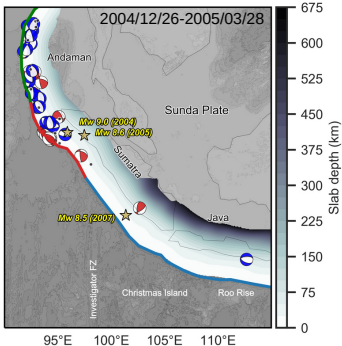 2004/12/26-2005/03/28
Andaman
Sunda Plate
Mw 9.0 (2004)
Mw 8.6 (2005)
Sumatra
Mw 8.5 (2007)
Java
Investigator FZ
Christmas Island
Roo Rise
95°E 100°E 105°E 110°E
675
600
525
450
375
300
225
150
75
0
Slab depth (km)